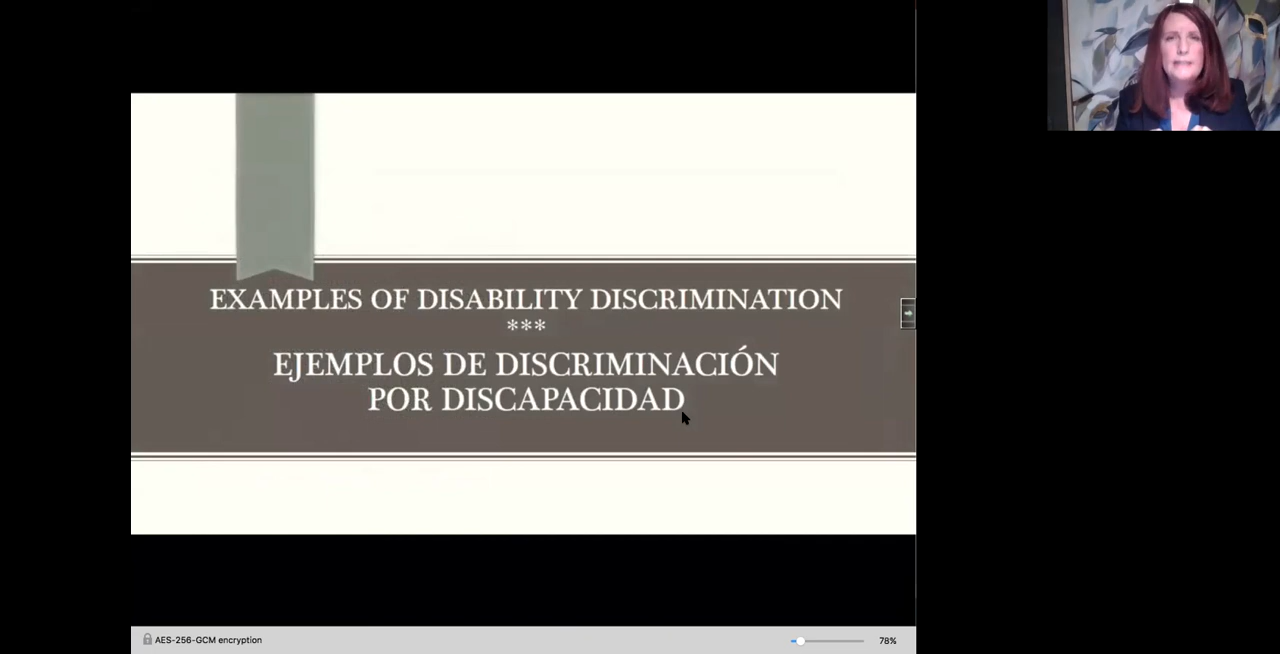 EXAMPLES OF DISABILITY DISCRIMINATION
***
EJEMPLOS DE DISCRIMINACIÓN
POR DISCAPACIDAD
AES-256-GCM encryption
78%